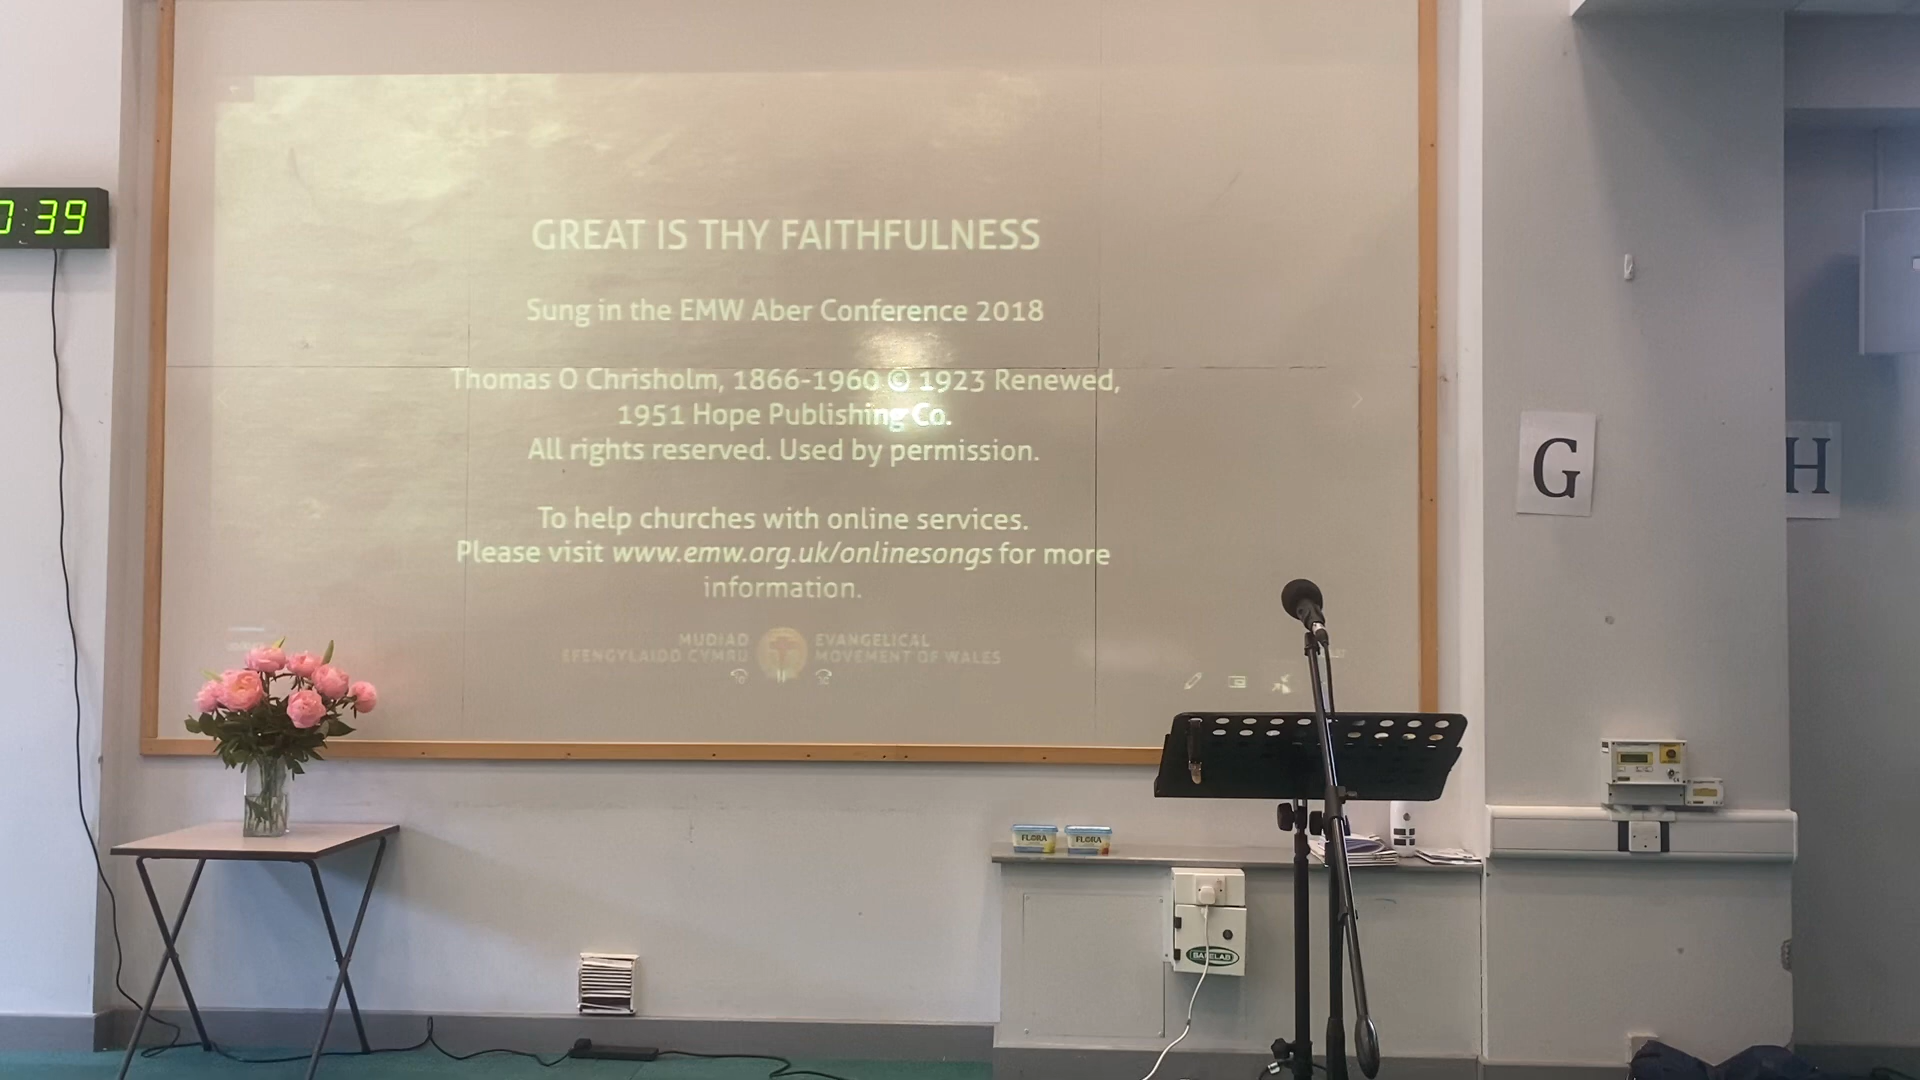 GREAT IS THY FAITHFULNESS
Sung in the EMW Aber Conference 2018
Thomas O Chrisholm, 1866-1960 © 1923 Renewed,
1951 Hope Publishing Co.
All rights reserved. Used by permission.
To help churches with online services.
Please visit www.emw.org.uk/onlinesongs for more
information.
MUDIAD
EFENGYLAIDD CYMRU
EVANGELICAL
MOVEMENT OF WALES
:39
G
H
FLORA
FLORA